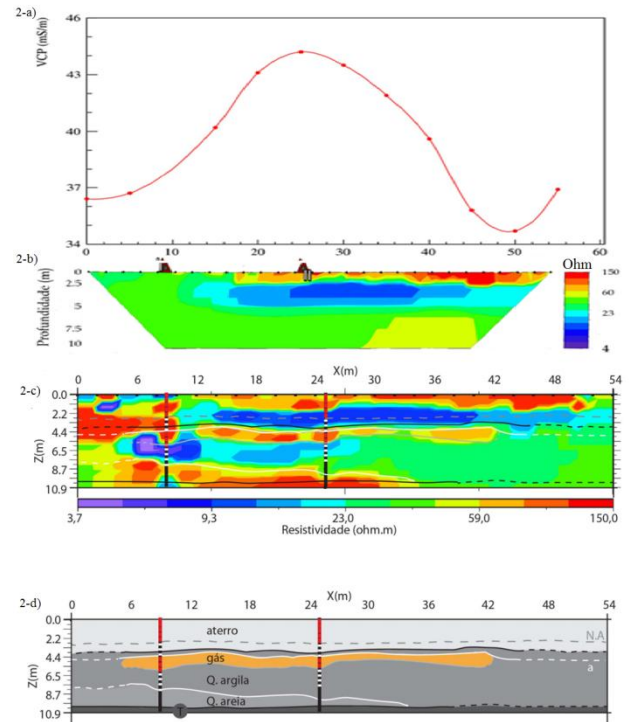 2-a)
VCP (mS/m)
46
43
40
37
34
0 10 20 30 40 50 60
2-b)
Profundidade (m)
0
2.5
5
7.5
10
Ohm
150
60
23
4
X(m)
0 6 12 18 24 30 36 42 48 54
2-c)
Z(m)
0.0
2.2
4.4
6.5
8.7
10.9
3,7 9,3 23,0 59,0 150,0
Resistividade (ohm.m)
X(m)
0 6 12 18 24 30 36 42 48 54
2-d)
Z(m)
0.0
2.2
4.4
6.5
8.7
10.9
aterro
N.A
gás
a
Q. argila
Q. areia
T